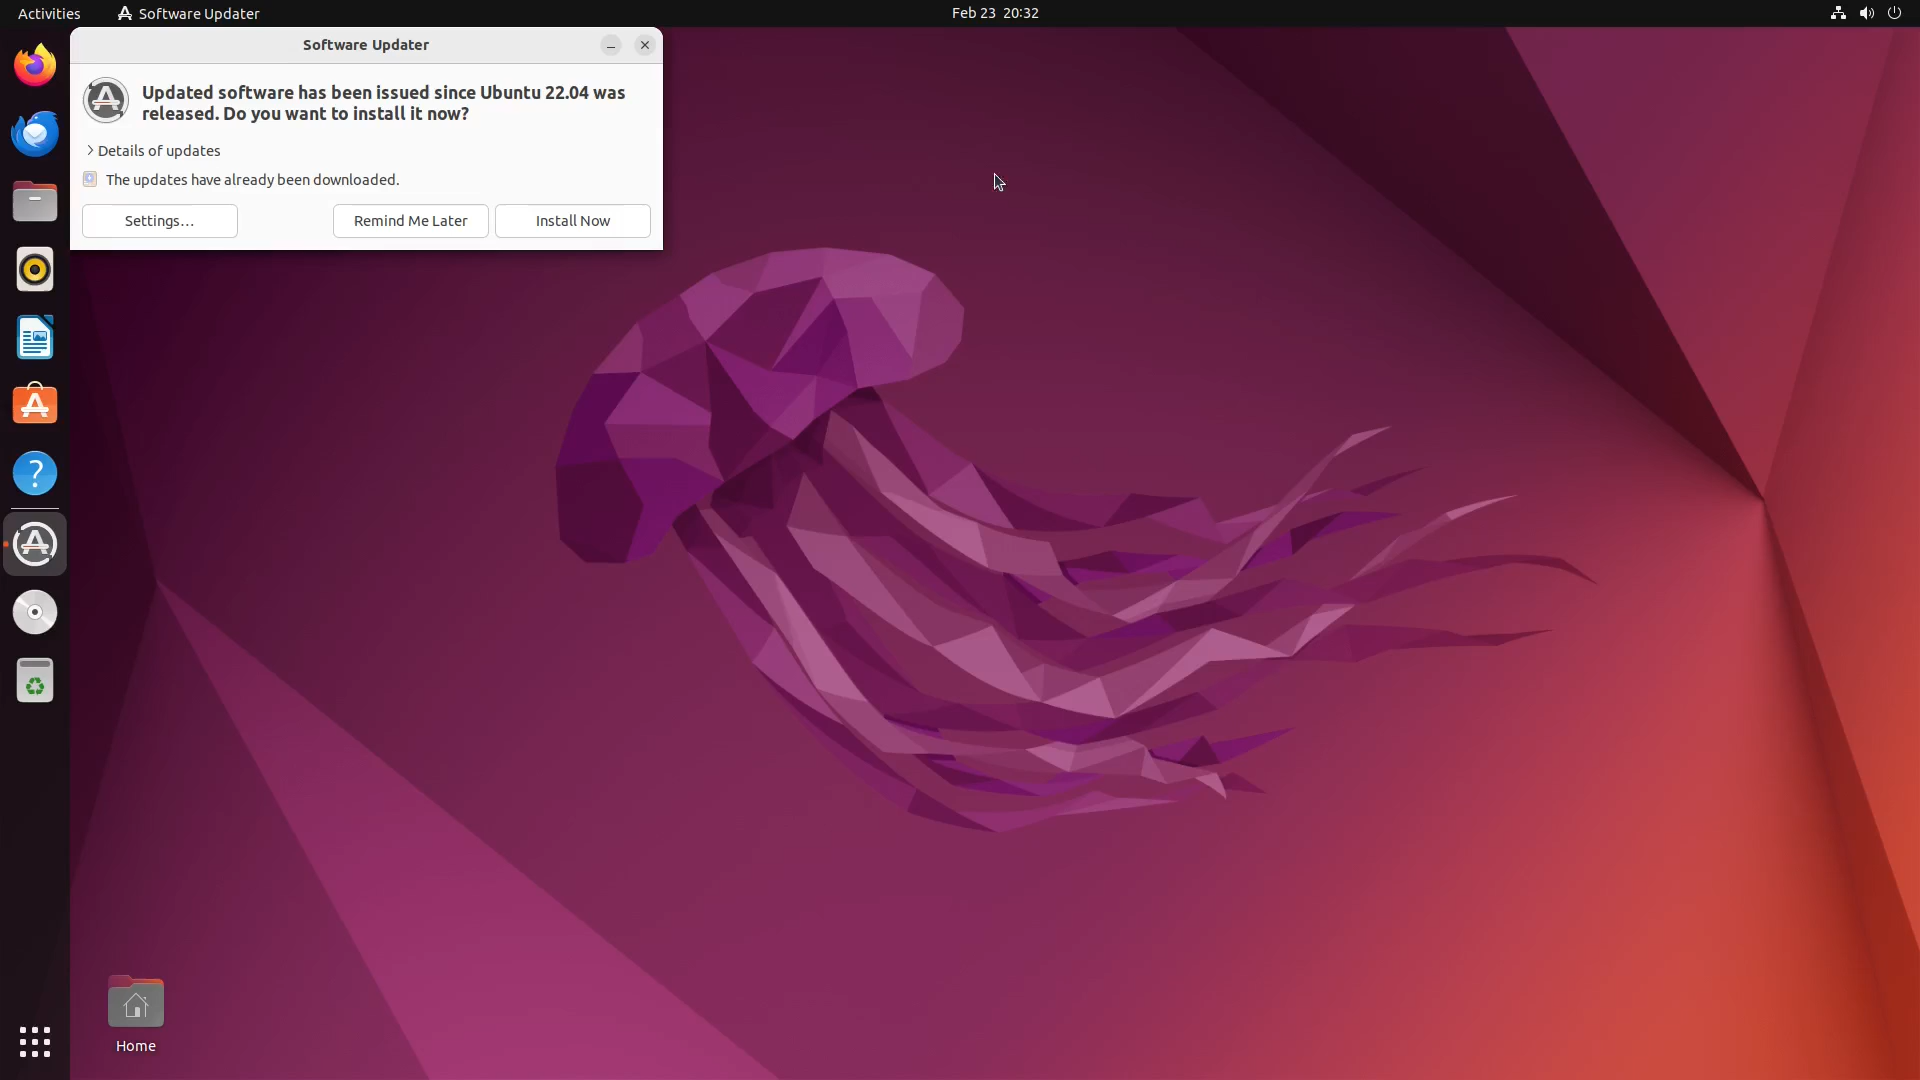 Activities
Software Updater
Feb 23 20:32
Software Updater
Updated software has been issued since Ubuntu 22.04 was
released. Do you want to install it now?
Details of updates
The updates have already been downloaded.
Settings…
Remind Me Later
Install Now
Home